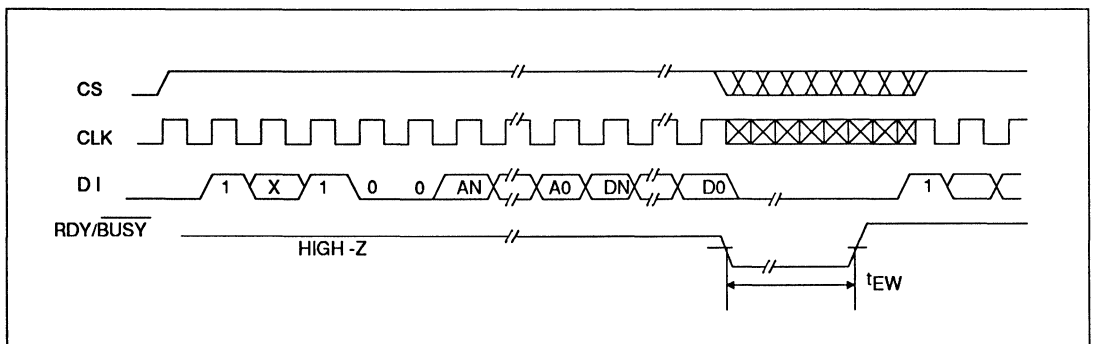 CS
CLK
DI 1 X 1 0 0 AN A0 DN D0 1
RDY/BUSY
HIGH -Z
tEW